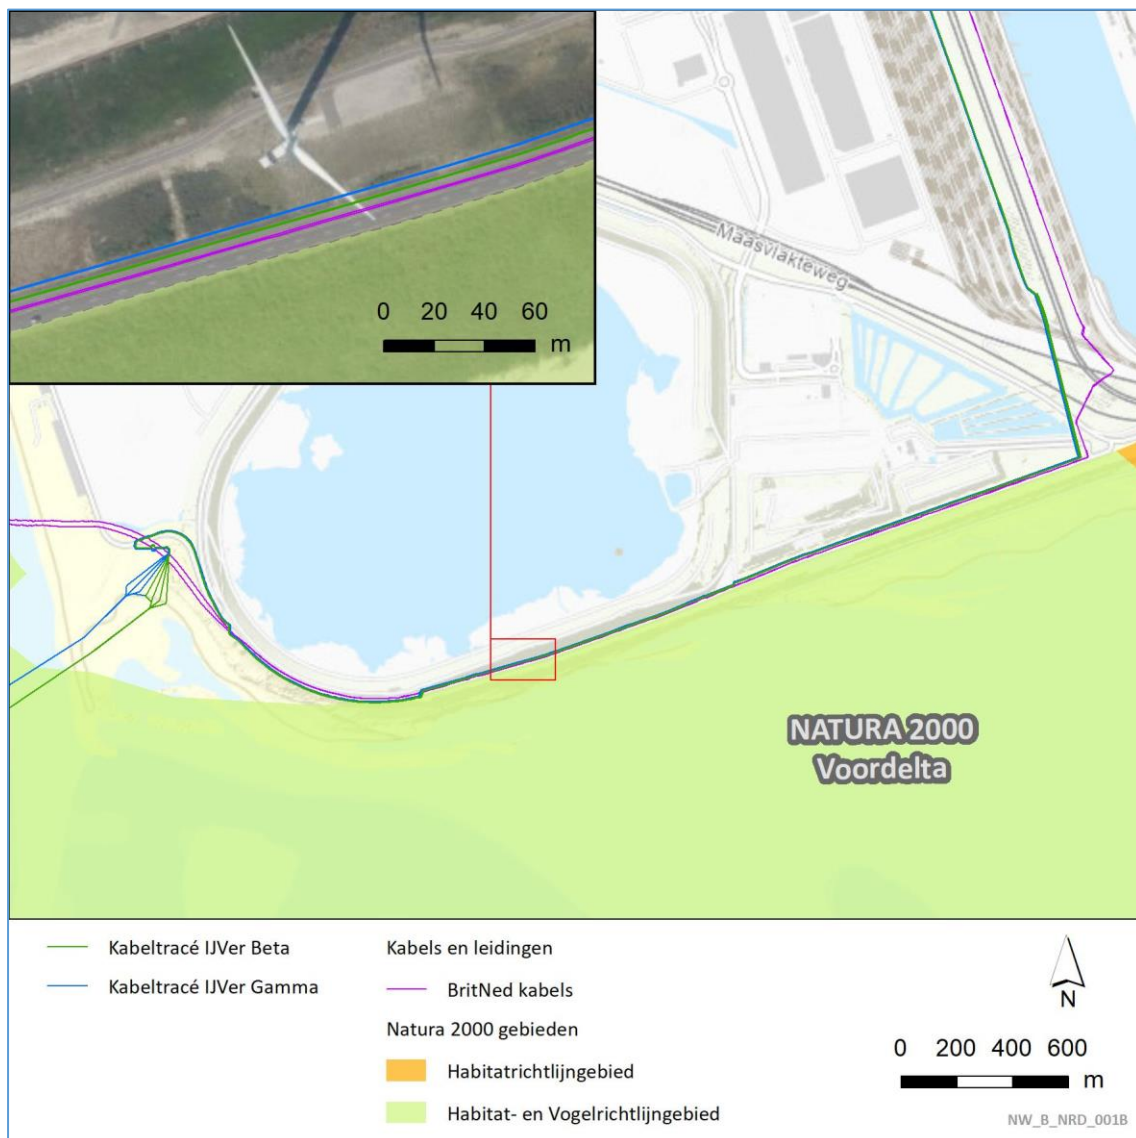 0 20 40 60
m
Maasvlakteweg
NATURA 2000
Voordelta
Kabeltracé IJVer Beta
Kabeltracé IJVer Gamma
Kabels en leidingen
BritNed kabels
Natura 2000 gebieden
Habitatrichtlijngebied
Habitat- en Vogelrichtlijngebied
N
0 200 400 600
m
NW_B_NRD_001B